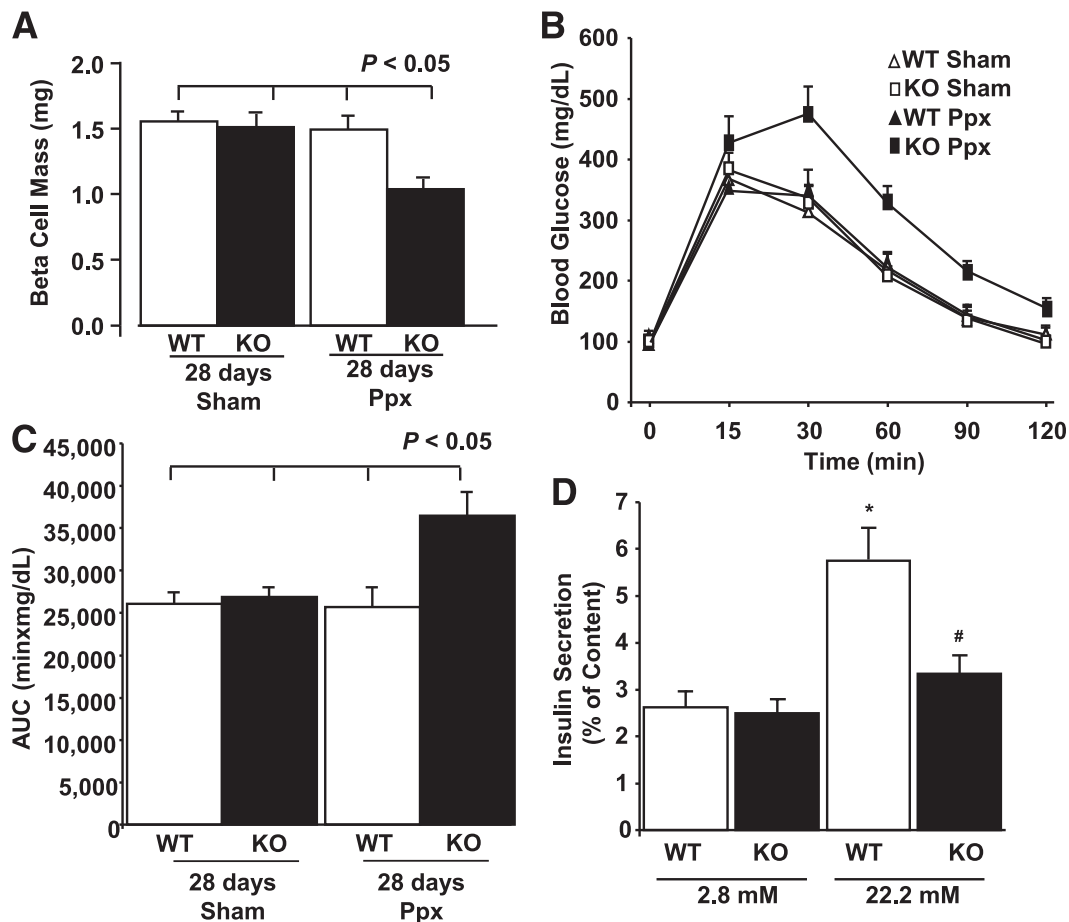 A
P < 0.05
2.0
1.5
1.0
0.5
0.0
Beta Cell Mass (mg)
WT KO WT KO
28 days 28 days
Sham Ppx
B
600
500
400
300
200
100
0
Blood Glucose (mg/dL)
WT Sham
KO Sham
WT Ppx
KO Ppx
0 15 30 60 90 120
Time (min)
C
P < 0.05
45,000
40,000
35,000
30,000
25,000
20,000
15,000
10,000
5,000
0
AUC (minxmg/dL)
WT KO WT KO
28 days 28 days
Sham Ppx
D
7
6
5
4
3
2
1
0
Insulin Secretion
(% of Content)
*
#
WT KO WT KO
2.8 mM 22.2 mM